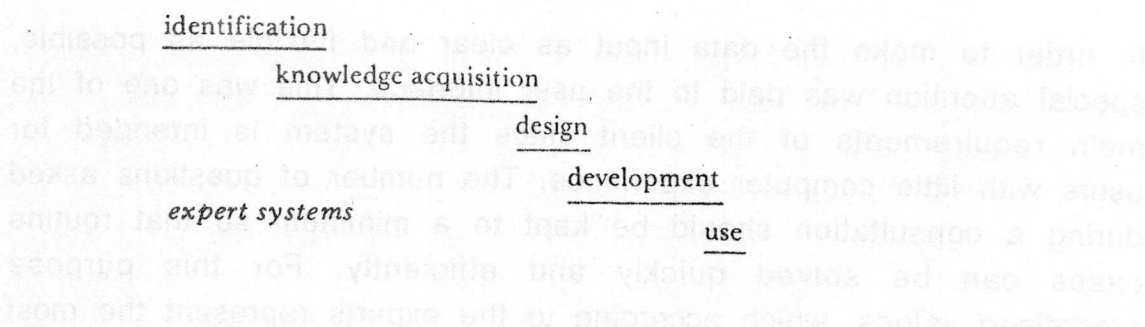 identification
knowledge acquisition
design
development
expert systems
use